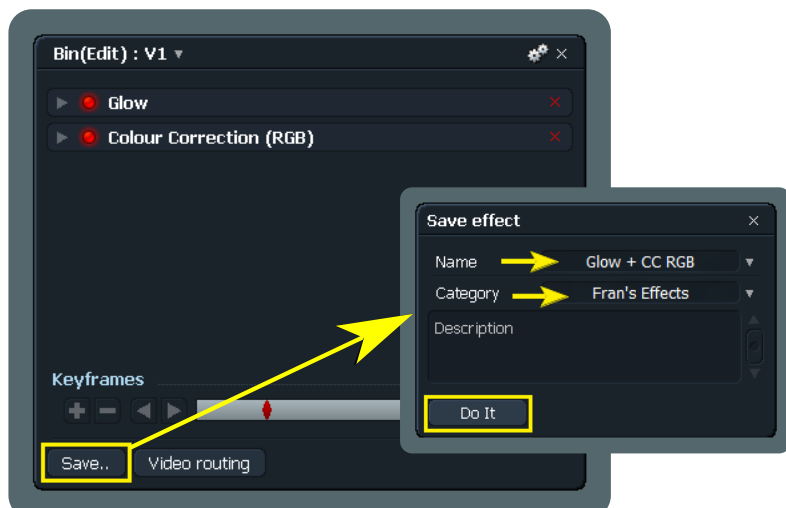 Bin(Edit) : V1
Glow
Colour Correction (RGB)
Save effect
Name Glow + CC RGB
Category Fran's Effects
Description
Do It
Keyframes
Save.. Video routing